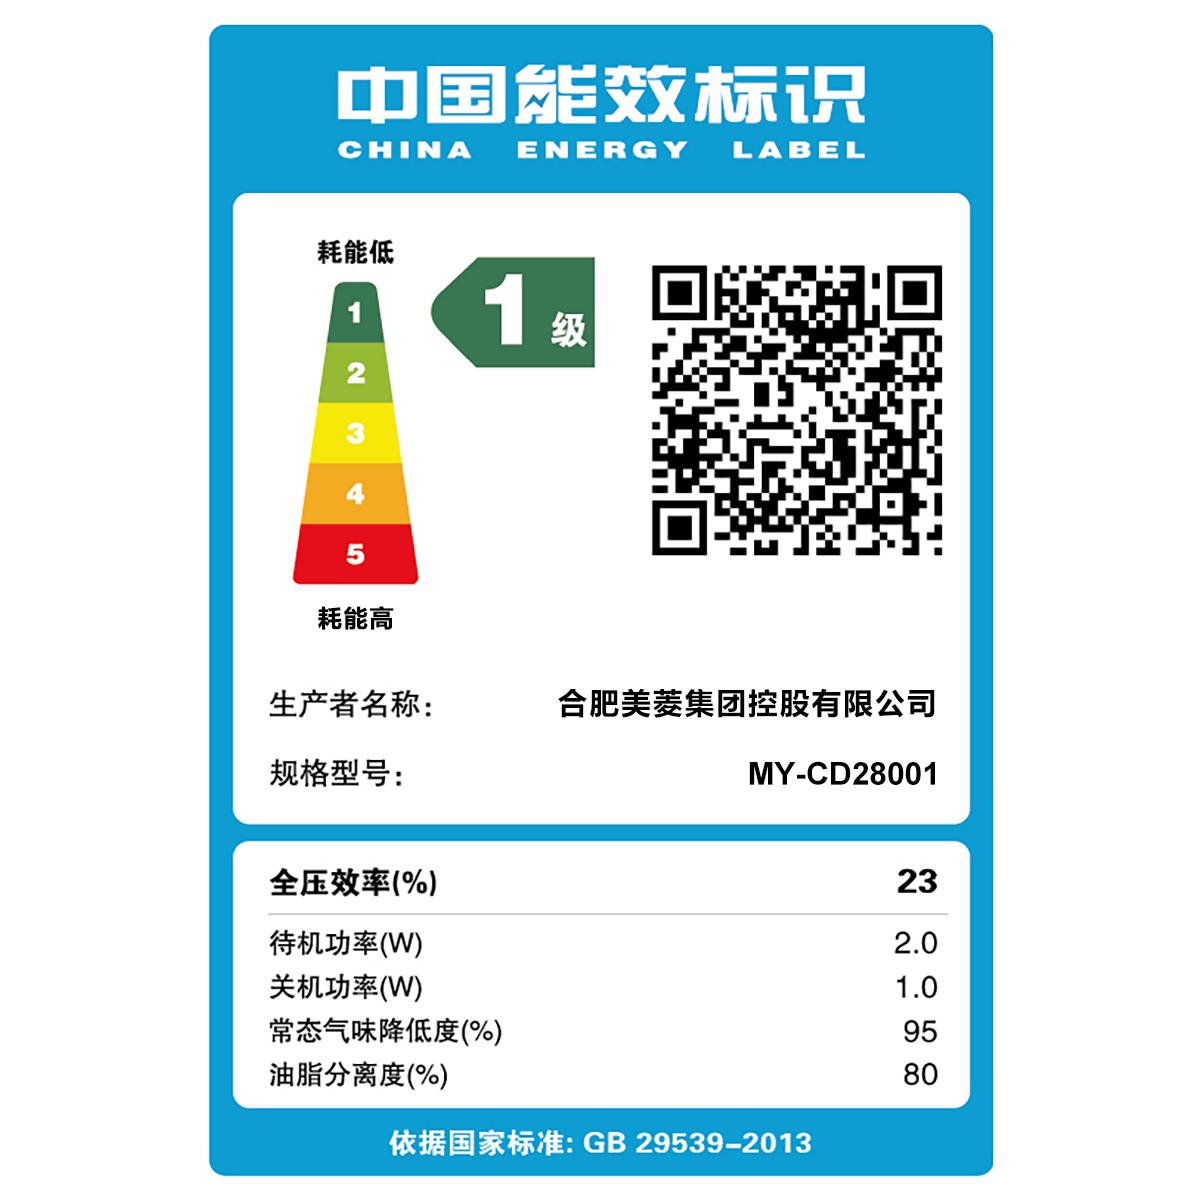 中国能效标识
CHINA ENERGY LABEL
耗能低
1
2
3
4
5
耗能高
1级
生产者名称：
合肥美菱集团控股有限公司
规格型号：
MY-CD28001
全压效率(%) 23
待机功率(W) 2.0
关机功率(W) 1.0
常态气味降低度(%) 95
油脂分离度(%) 80
依据国家标准: GB 29539-2013